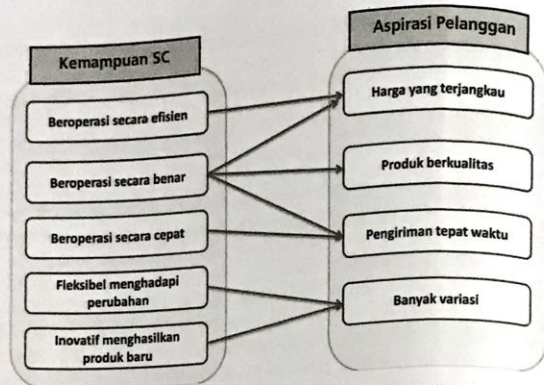 Kemampuan SC
Beroperasi secara efisien
Beroperasi secara benar
Beroperasi secara cepat
Fleksibel menghadapi
perubahan
Inovatif menghasilkan
produk baru
Aspirasi Pelanggan
Harga yang terjangkau
Produk berkualitas
Pengiriman tepat waktu
Banyak variasi